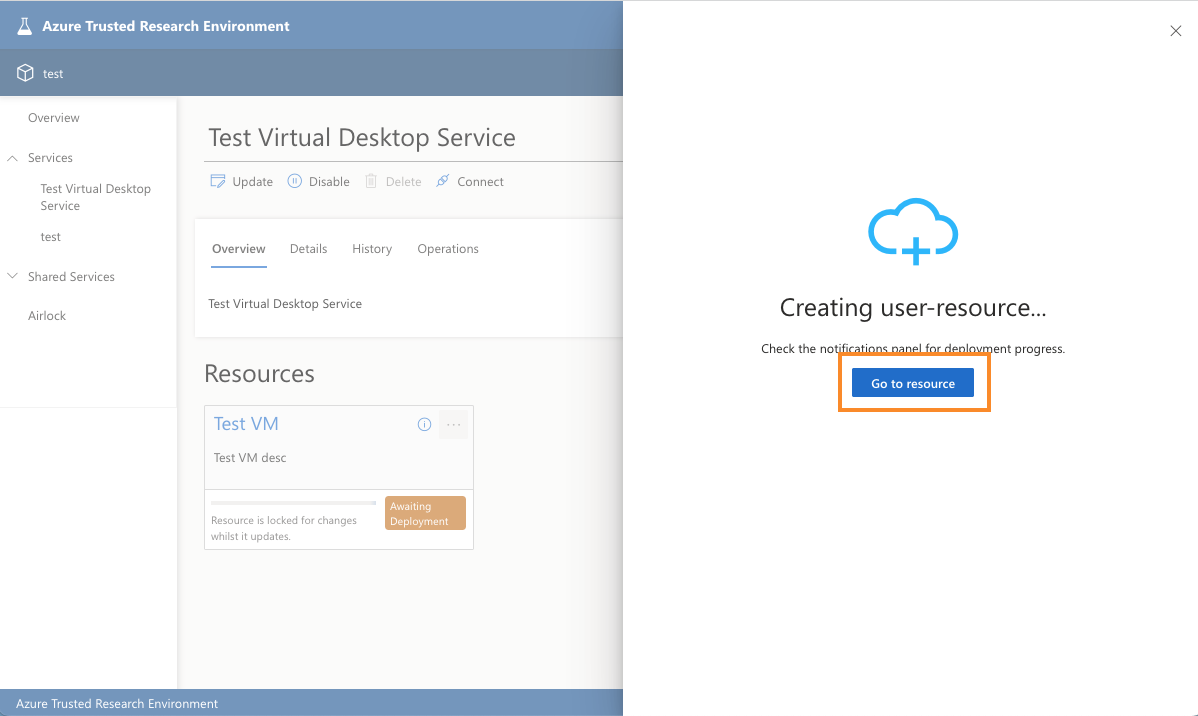 Azure Trusted Research Environment
test
Overview
Services
Test Virtual Desktop
Service
test
Shared Services
Airlock
Test Virtual Desktop Service
Update Disable Delete Connect
Overview Details History Operations
Test Virtual Desktop Service
Resources
Test VM
Test VM desc
Resource is locked for changes
whilst it updates.
Awaiting
Deployment
Creating user-resource...
Check the notifications panel for deployment progress.
Go to resource
Azure Trusted Research Environment